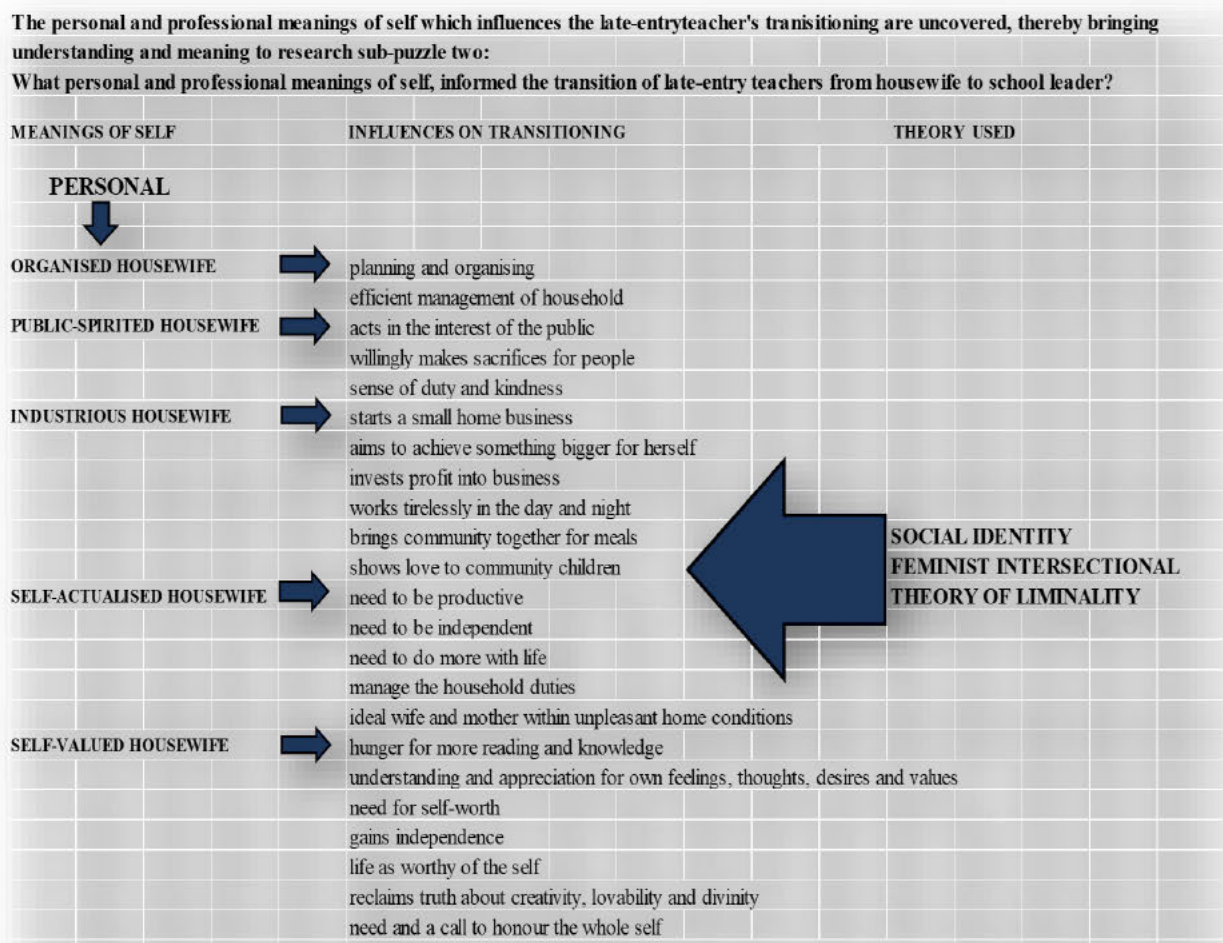 The personal and professional meanings of self which influences the late-entryteacher's transitioning are uncovered, thereby bringing
understanding and meaning to research sub-puzzle two:
What personal and professional meanings of self, informed the transition of late-entry teachers from housewife to school leader?
MEANINGS OF SELF INFLUENCES ON TRANSITIONING THEORY USED
PERSONAL
ORGANISED HOUSEWIFE planning and organising
efficient management of household
PUBLIC-SPIRITED HOUSEWIFE acts in the interest of the public
willingly makes sacrifices for people
sense of duty and kindness
INDUSTRIOUS HOUSEWIFE starts a small home business
aims to achieve something bigger for herself
invests profit into business
works tirelessly in the day and night
brings community together for meals SOCIAL IDENTITY
shows love to community children FEMINIST INTERSECTIONAL
SELF-ACTUALISED HOUSEWIFE need to be productive THEORY OF LIMINALITY
need to be independent
need to do more with life
manage the household duties
ideal wife and mother within unpleasant home conditions
SELF-VALUED HOUSEWIFE hunger for more reading and knowledge
understanding and appreciation for own feelings, thoughts, desires and values
need for self-worth
gains independence
life as worthy of the self
reclaims truth about creativity, lovability and divinity
need and a call to honour the whole self